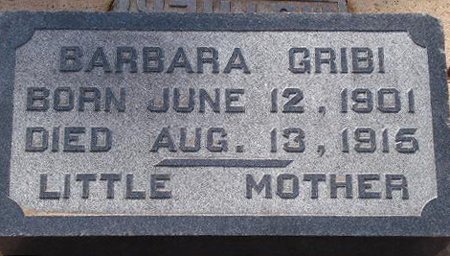 BARBARA GRIBI
BORN JUNE 12, 1901
DIED AUG. 13, 1915
LITTLE MOTHER